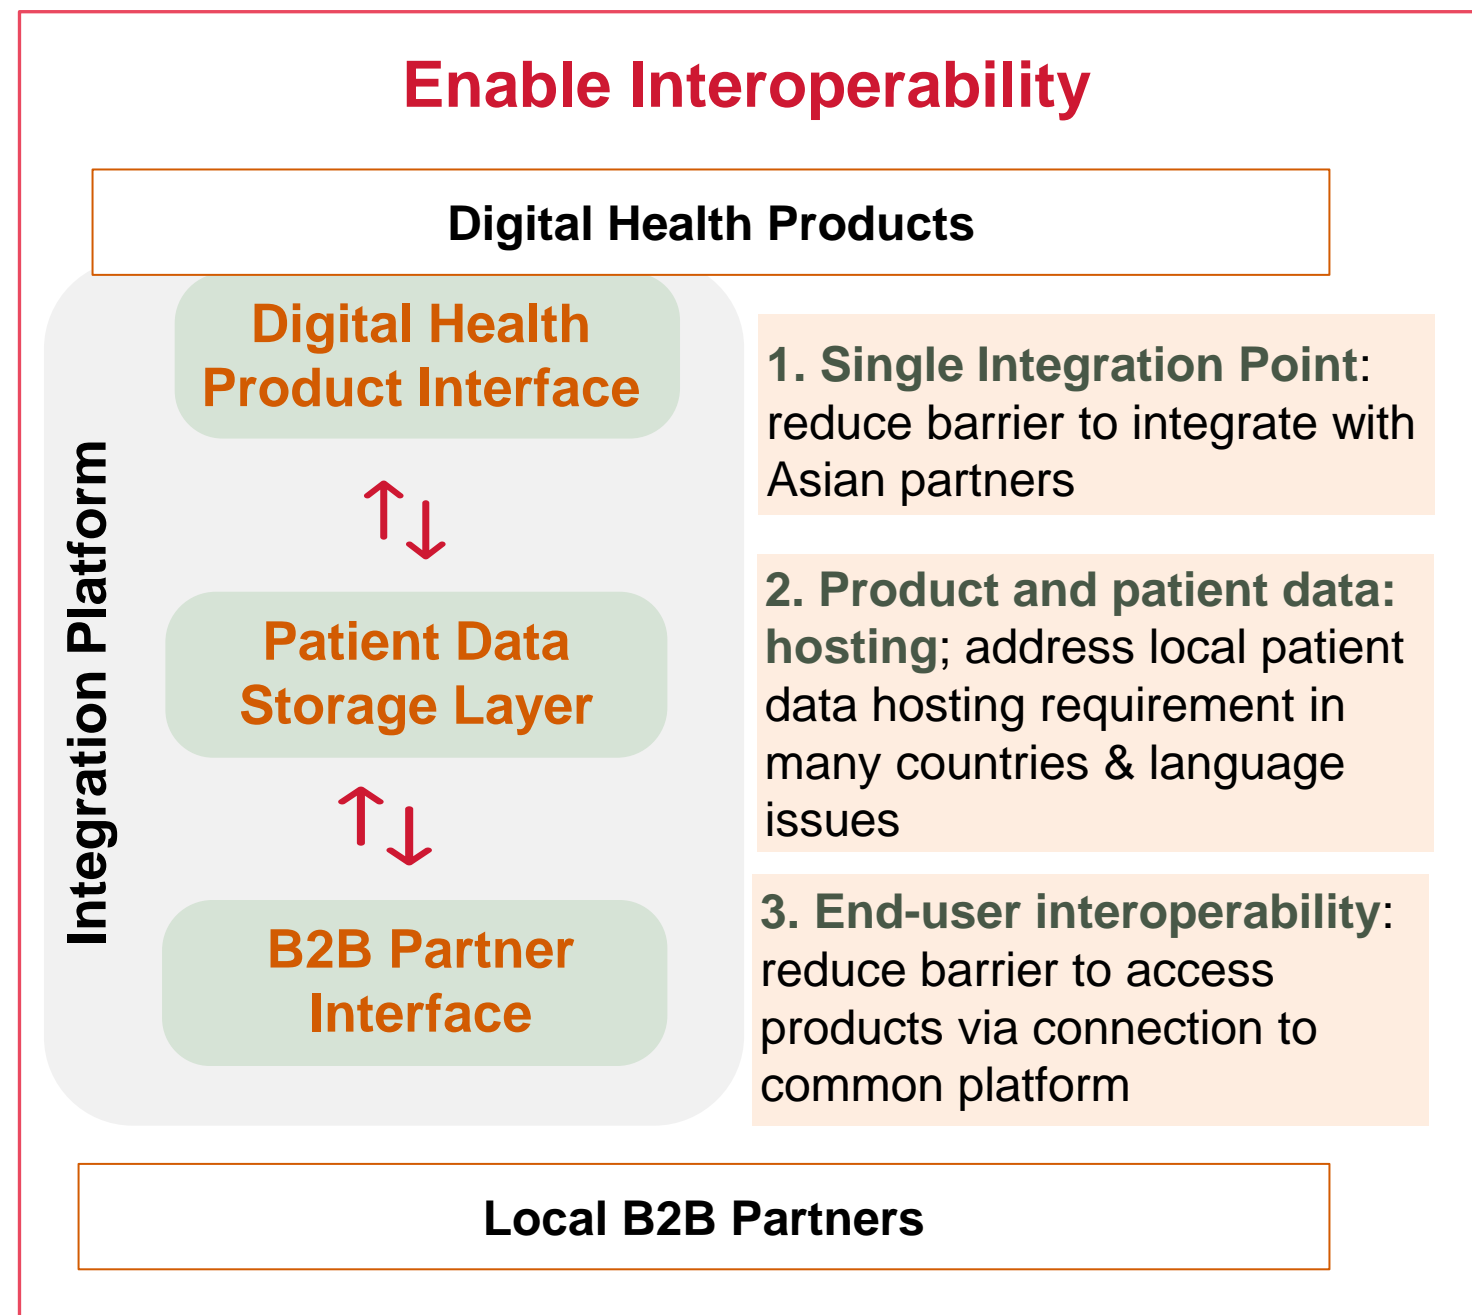 Enable Interoperability
Digital Health Products
Integration Platform
Digital Health
Product Interface
Patient Data
Storage Layer
B2B Partner
Interface
1. Single Integration Point:
reduce barrier to integrate with
Asian partners
2. Product and patient data:
hosting; address local patient
data hosting requirement in
many countries & language
issues
3. End-user interoperability:
reduce barrier to access
products via connection to
common platform
Local B2B Partners